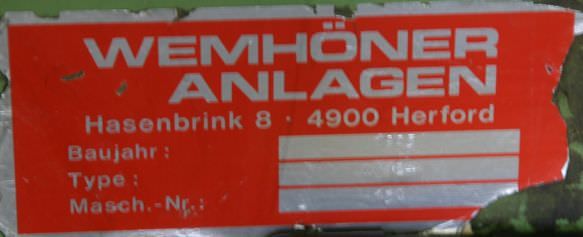 WEMHÖNER
ANLAGEN
Hasenbrink 8 · 4900 Herford
Baujahr :
Type :
Masch.-Nr. :